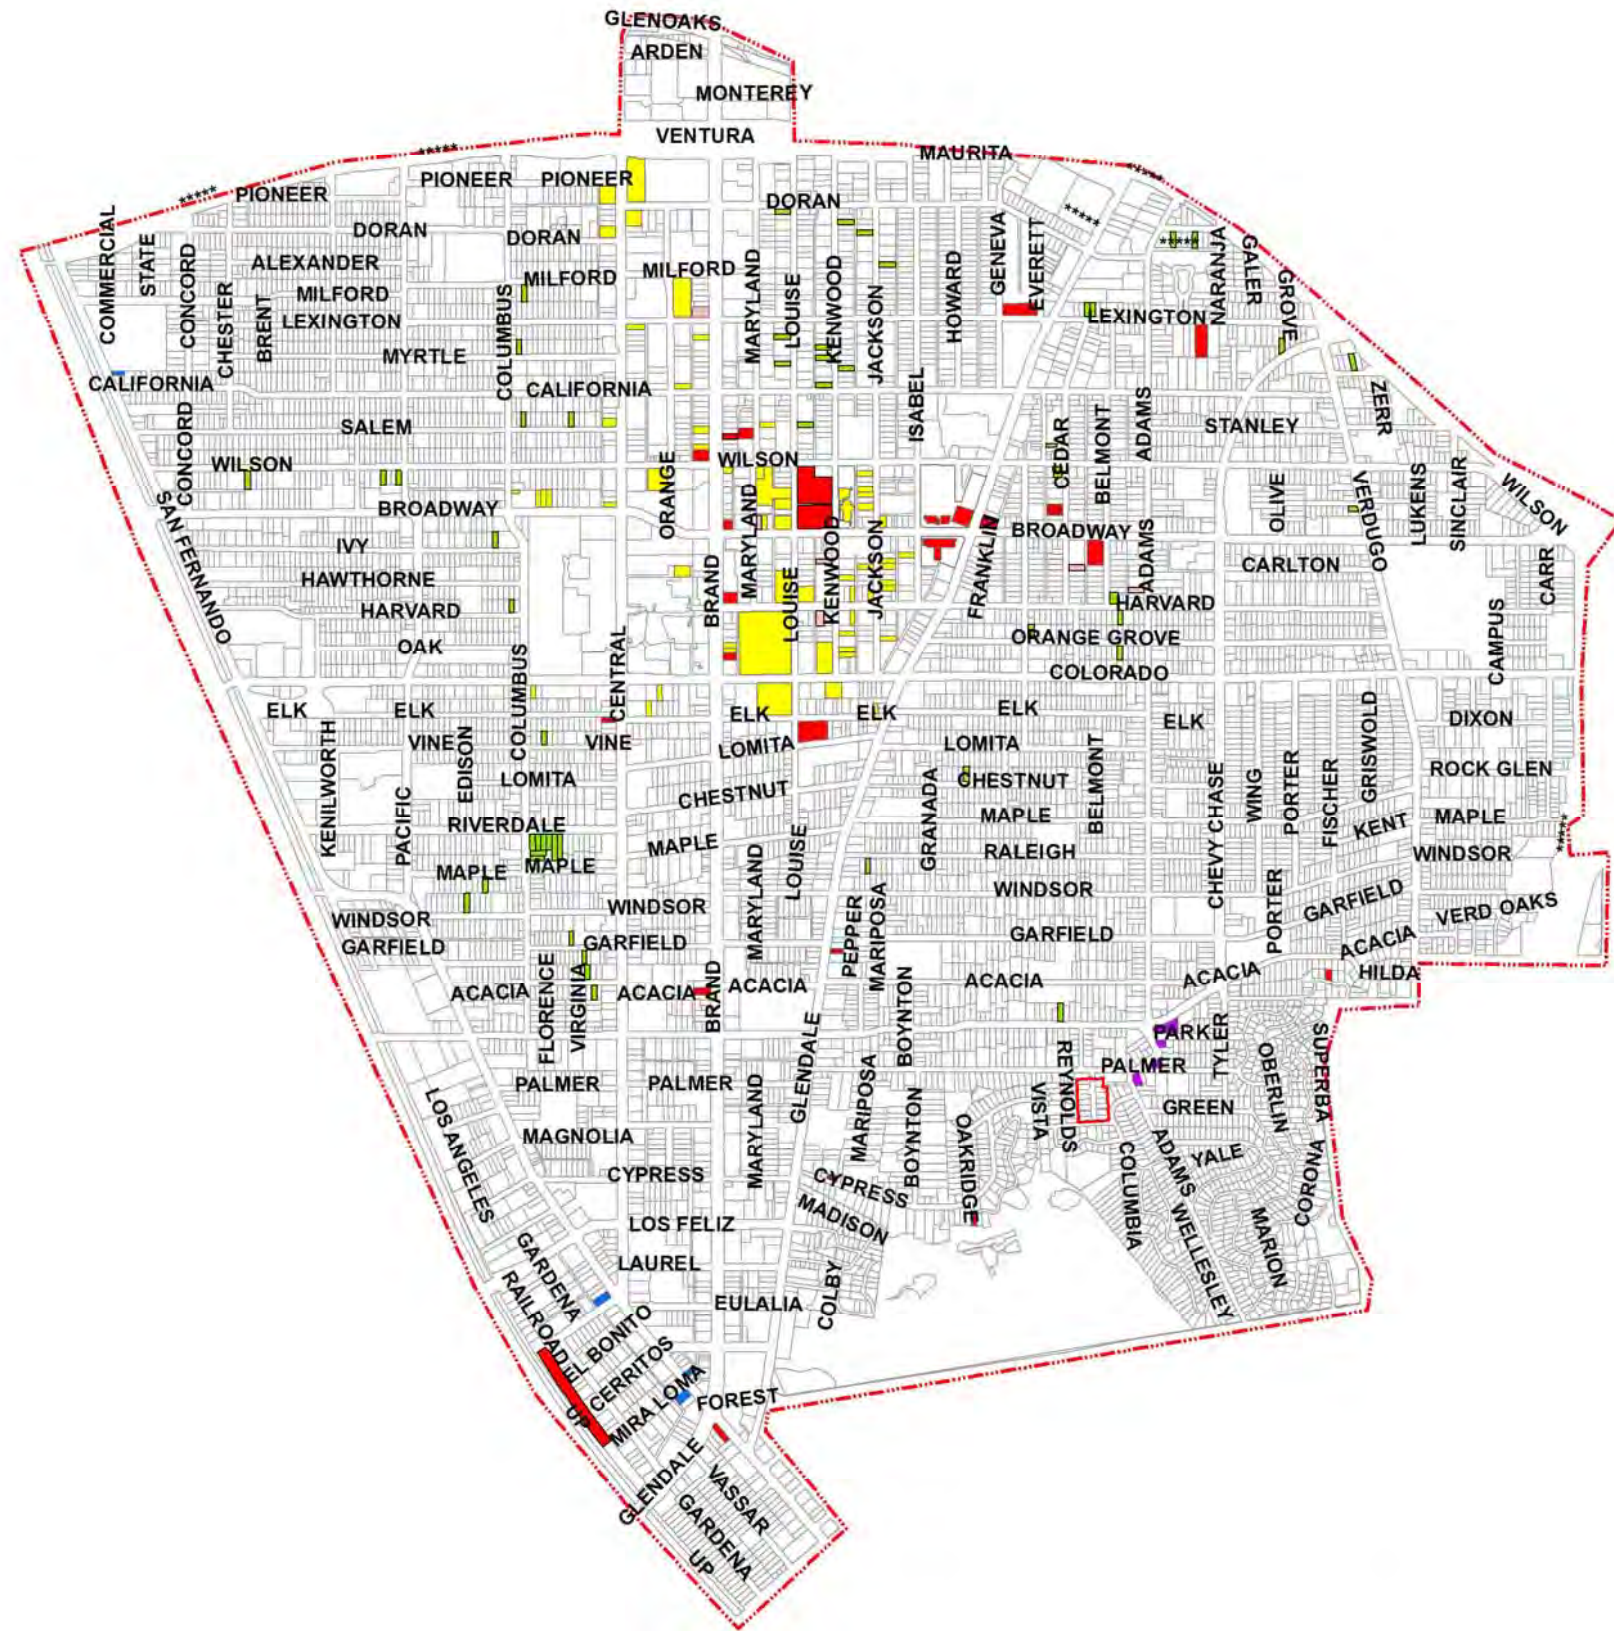 GLENOAKS
ARDEN
MONTEREY
VENTURA
*****
MAURITA
*****
*****
PIONEER
PIONEER
PIONEER
DORAN
*****
COMMERCIAL
STATE
CONCORD
DORAN
DORAN
GENEVA
EVERETT
*****
NARANJA
GALER
GROVE
ALEXANDER
MILFORD
MILFORD
MARYLAND
LOUISE
KENWOOD
JACKSON
HOWARD
CHESTER
BRENT
MILFORD
COLUMBUS
LEXINGTON
LEXINGTON
MYRTLE
CALIFORNIA
CALIFORNIA
ISABEL
CEDAR
BELMONT
ADAMS
ZERR
CONCORD
SALEM
STANLEY
WILSON
ORANGE
WILSON
OLIVE
VERDUGO
LUKENS
SINCLAIR
WILSON
SAN FERNANDO
BROADWAY
MARYLAND
KENWOOD
JACKSON
FRANKLIN
BROADWAY
ADAMS
IVY
CARLTON
CARR
HAWTHORNE
BRAND
LOUISE
HARVARD
HARVARD
OAK
ORANGE GROVE
CAMPUS
COLUMBUS
CENTRAL
COLORADO
ELK
ELK
ELK
ELK
ELK
ELK
GRISWOLD
DIXON
KENILWORTH
VINE
EDISON
VINE
LOMITA
LOMITA
LOMITA
CHESTNUT
CHESTNUT
GRANADA
BELMONT
CHEVY CHASE
WING
PORTER
FISCHER
ROCK GLEN
PACIFIC
RIVERDALE
MAPLE
MAPLE
KENT
MAPLE
*****
MAPLE
MAPLE
MARYLAND
LOUISE
RALEIGH
WINDSOR
WINDSOR
WINDSOR
PEPPER
MARIPOSA
WINDSOR
PORTER
GARFIELD
VERD OAKS
GARFIELD
GARFIELD
GARFIELD
ACACIA
ACACIA
FLORENCE
VIRGINIA
ACACIA
BRAND
ACACIA
BOYNTON
ACACIA
ACACIA
HILDA
GLENDALE
PARKER
TYLER
OBERLIN
SUPERBA
LOS ANGELES
PALMER
PALMER
MARYLAND
MARIPOSA
BOYNTON
OAKRIDGE
VISTA
REYNOLDS
PALMER
GREEN
MAGNOLIA
COLUMBIA
ADAMS
YALE
CORONA
CYPRESS
CYPRESS
MADISON
WELLESLEY
MARION
LOS FELIZ
GARDENA
LAUREL
COLBY
RAILROAD
EL BONITO
EULALIA
CERRITOS
UP
MIRA LOMA
FOREST
GLENDALE
VASSAR
GARDENA
UP